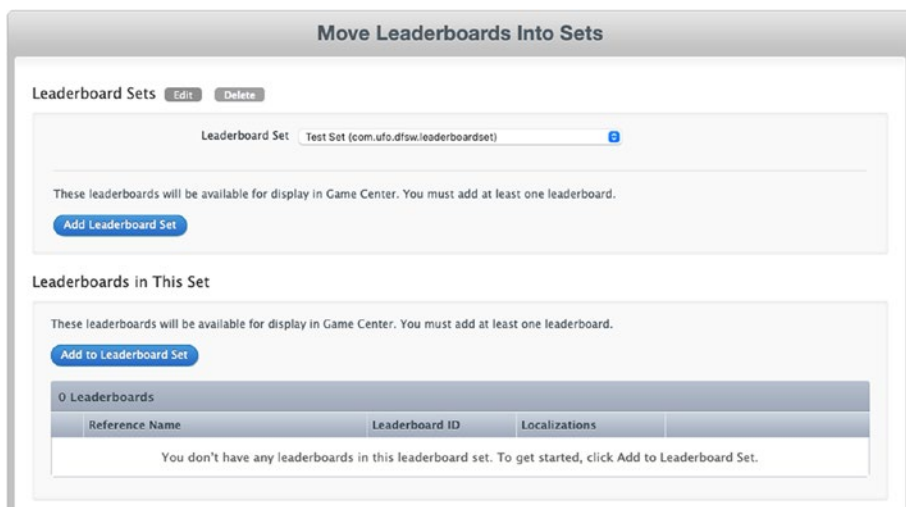 Move Leaderboards Into Sets
Leaderboard Sets Edit Delete
Leaderboard Set Test Set (com.ufo.dfsw.leaderboardset)
These leaderboards will be available for display in Game Center. You must add at least one leaderboard.
Add Leaderboard Set
Leaderboards in This Set
These leaderboards will be available for display in Game Center. You must add at least one leaderboard.
Add to Leaderboard Set
0 Leaderboards
Reference Name Leaderboard ID Localizations
You don't have any leaderboards in this leaderboard set. To get started, click Add to Leaderboard Set.